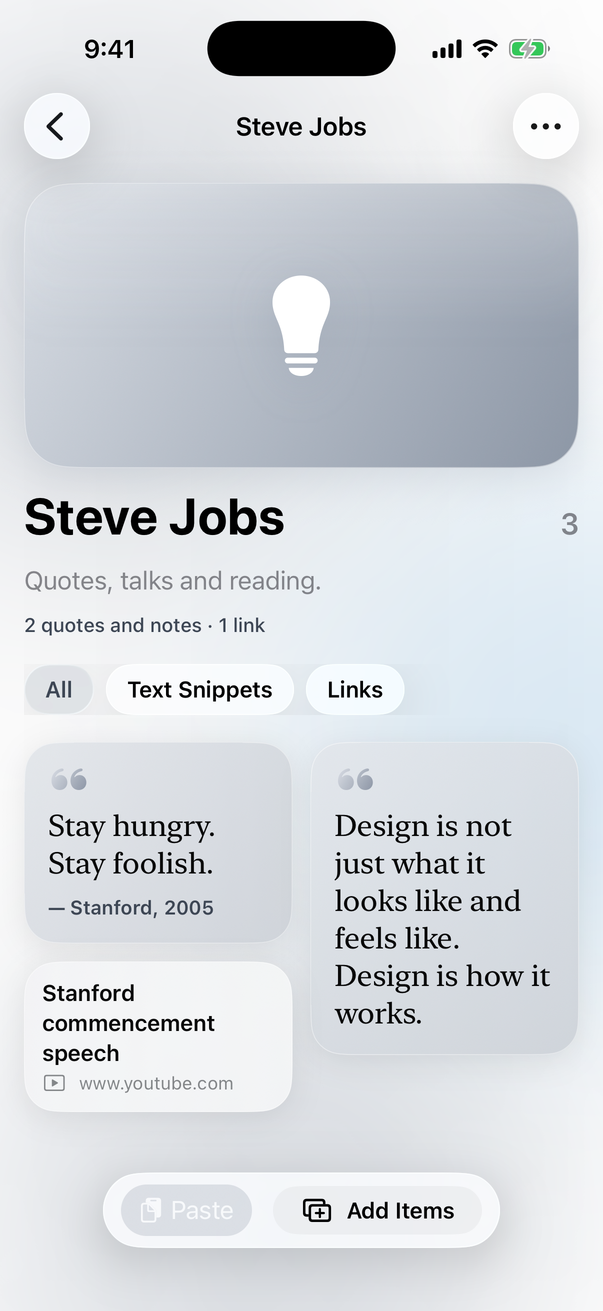 9:41
Steve Jobs
Steve Jobs
3
Quotes, talks and reading.
2 quotes and notes · 1 link
All
Text Snippets
Links
Stay hungry.
Stay foolish.
— Stanford, 2005
Stanford
commencement
speech
www.youtube.com
Design is not
just what it
looks like and
feels like.
Design is how it
works.
Paste
Add Items